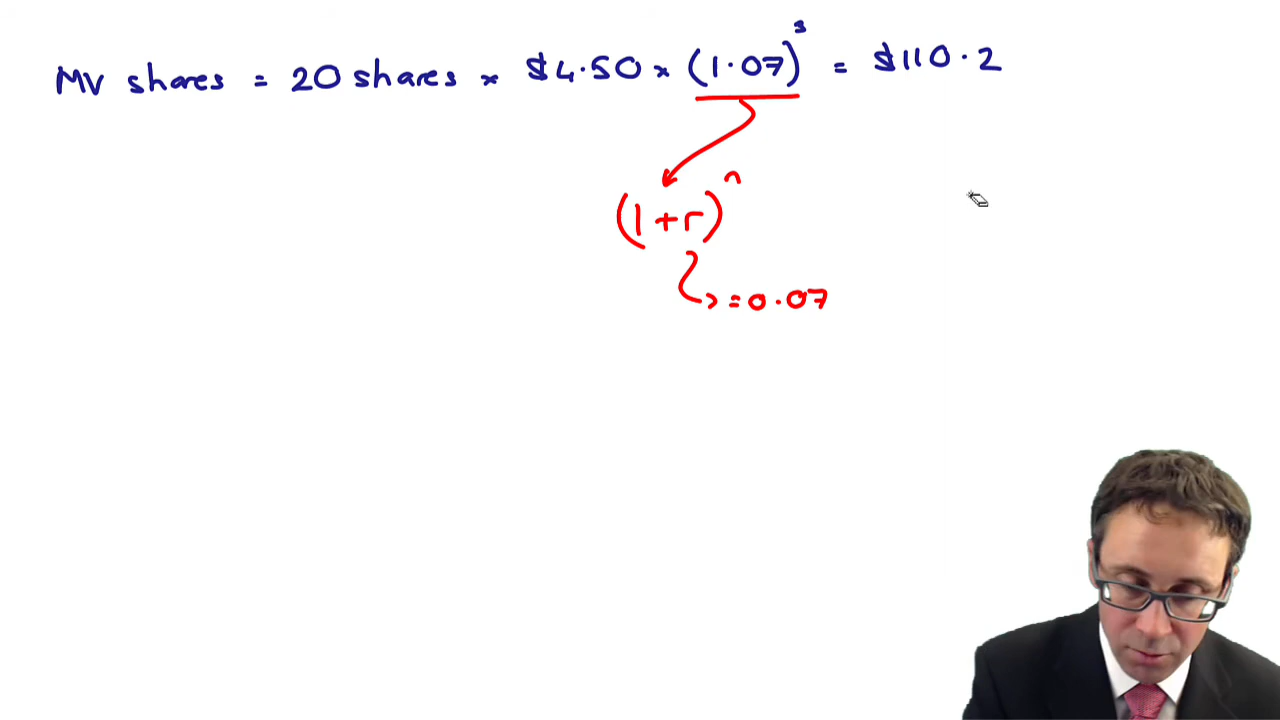 MV shares = 20 shares × $4.50 × (1.07)³ = $110.2
(1+r)ⁿ
= 0.07